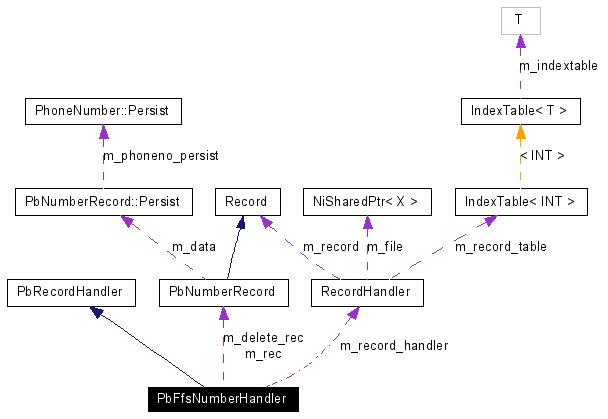 T
m_indextable
PhoneNumber::Persist
IndexTable< T >
m_phoneno_persist
< INT >
PbNumberRecord::Persist
Record
NiSharedPtr< X >
IndexTable< INT >
m_data
m_record
m_file
m_record_table
PbRecordHandler
PbNumberRecord
RecordHandler
m_delete_rec
m_rec
m_record_handler
PbFfsNumberHandler